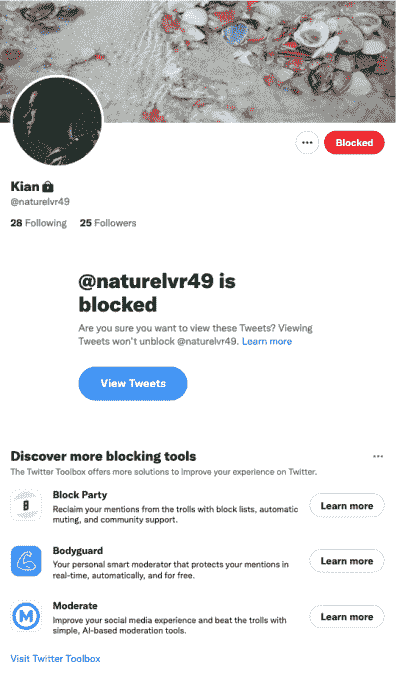 Blocked
Kian
@naturelvr49
28 Following 25 Followers
@naturelvr49 is
blocked
Are you sure you want to view these Tweets? Viewing
Tweets won't unblock @naturelvr49. Learn more
View Tweets
Discover more blocking tools
The Twitter Toolbox offers more solutions to improve your experience on Twitter.
Block Party
Reclaim your mentions from the trolls with block lists, automatic
muting, and community support.
Learn more
Bodyguard
Your personal smart moderator that protects your mentions in
real-time, automatically, and for free.
Learn more
M
Moderate
Improve your social media experience and beat the trolls with
simple, AI-based moderation tools.
Learn more
Visit Twitter Toolbox